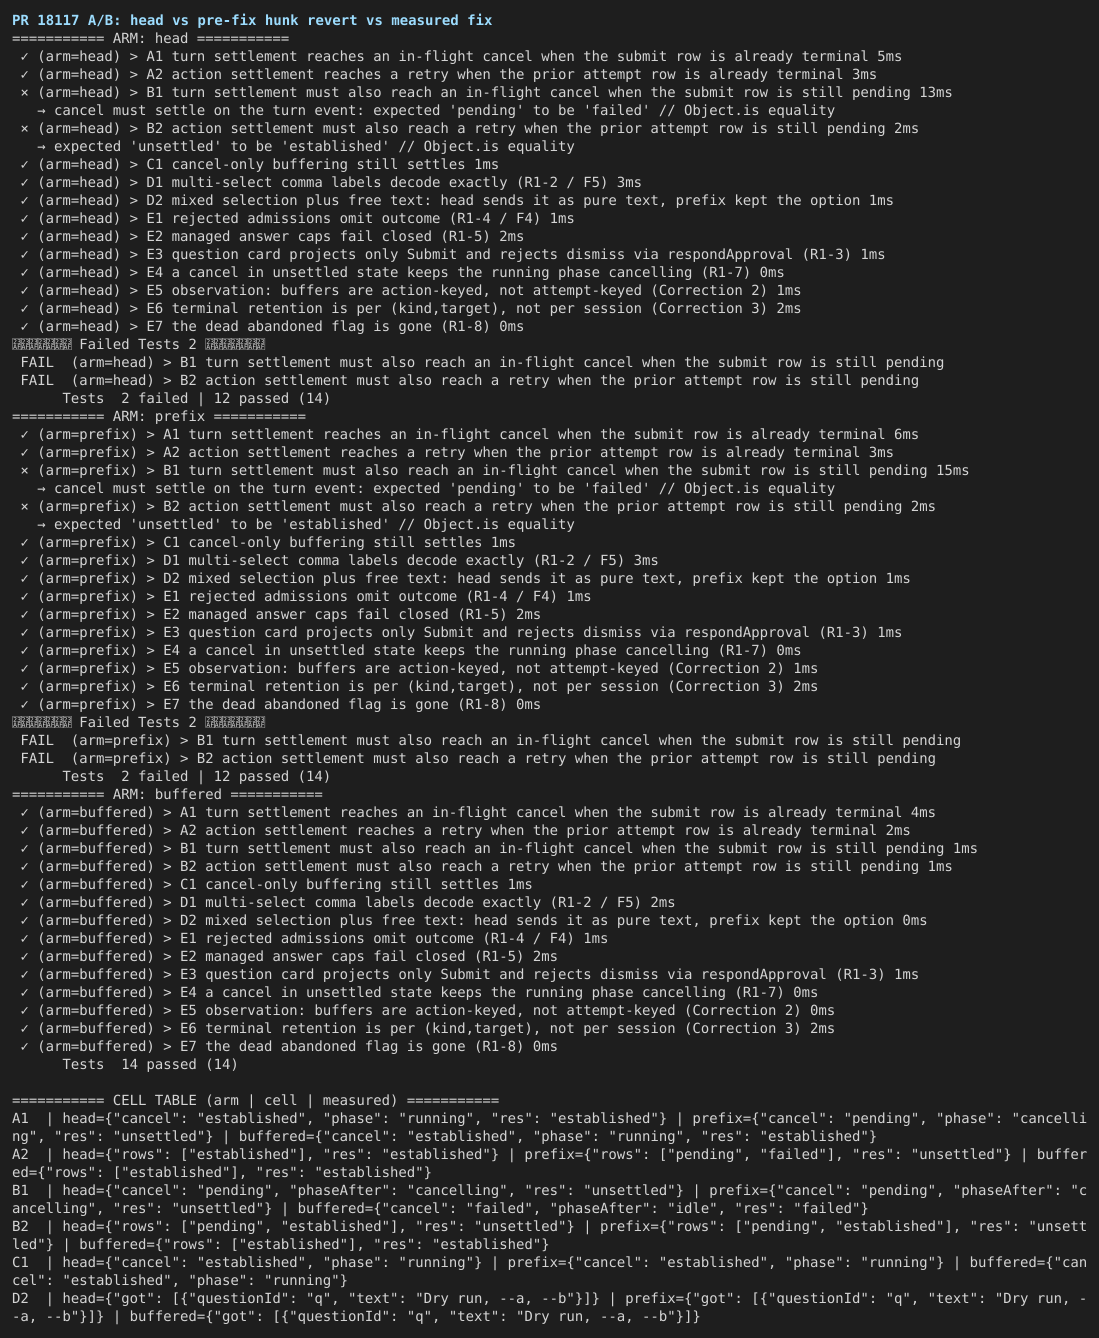 PR 18117 A/B: head vs pre-fix hunk revert vs measured fix
=========== ARM: head ===========
✓ (arm=head) > A1 turn settlement reaches an in-flight cancel when the submit row is already terminal 5ms
✓ (arm=head) > A2 action settlement reaches a retry when the prior attempt row is already terminal 3ms
× (arm=head) > B1 turn settlement must also reach an in-flight cancel when the submit row is still pending 13ms
→ cancel must settle on the turn event: expected 'pending' to be 'failed' // Object.is equality
× (arm=head) > B2 action settlement must also reach a retry when the prior attempt row is still pending 2ms
→ expected 'unsettled' to be 'established' // Object.is equality
✓ (arm=head) > C1 cancel-only buffering still settles 1ms
✓ (arm=head) > D1 multi-select comma labels decode exactly (R1-2 / F5) 3ms
✓ (arm=head) > D2 mixed selection plus free text: head sends it as pure text, prefix kept the option 1ms
✓ (arm=head) > E1 rejected admissions omit outcome (R1-4 / F4) 1ms
✓ (arm=head) > E2 managed answer caps fail closed (R1-5) 2ms
✓ (arm=head) > E3 question card projects only Submit and rejects dismiss via respondApproval (R1-3) 1ms
✓ (arm=head) > E4 a cancel in unsettled state keeps the running phase cancelling (R1-7) 0ms
✓ (arm=head) > E5 observation: buffers are action-keyed, not attempt-keyed (Correction 2) 1ms
✓ (arm=head) > E6 terminal retention is per (kind,target), not per session (Correction 3) 2ms
✓ (arm=head) > E7 the dead abandoned flag is gone (R1-8) 0ms
Failed Tests 2
FAIL  (arm=head) > B1 turn settlement must also reach an in-flight cancel when the submit row is still pending
FAIL  (arm=head) > B2 action settlement must also reach a retry when the prior attempt row is still pending
Tests  2 failed | 12 passed (14)
=========== ARM: prefix ===========
✓ (arm=prefix) > A1 turn settlement reaches an in-flight cancel when the submit row is already terminal 6ms
✓ (arm=prefix) > A2 action settlement reaches a retry when the prior attempt row is already terminal 3ms
× (arm=prefix) > B1 turn settlement must also reach an in-flight cancel when the submit row is still pending 15ms
→ cancel must settle on the turn event: expected 'pending' to be 'failed' // Object.is equality
× (arm=prefix) > B2 action settlement must also reach a retry when the prior attempt row is still pending 2ms
→ expected 'unsettled' to be 'established' // Object.is equality
✓ (arm=prefix) > C1 cancel-only buffering still settles 1ms
✓ (arm=prefix) > D1 multi-select comma labels decode exactly (R1-2 / F5) 3ms
✓ (arm=prefix) > D2 mixed selection plus free text: head sends it as pure text, prefix kept the option 1ms
✓ (arm=prefix) > E1 rejected admissions omit outcome (R1-4 / F4) 1ms
✓ (arm=prefix) > E2 managed answer caps fail closed (R1-5) 2ms
✓ (arm=prefix) > E3 question card projects only Submit and rejects dismiss via respondApproval (R1-3) 1ms
✓ (arm=prefix) > E4 a cancel in unsettled state keeps the running phase cancelling (R1-7) 0ms
✓ (arm=prefix) > E5 observation: buffers are action-keyed, not attempt-keyed (Correction 2) 1ms
✓ (arm=prefix) > E6 terminal retention is per (kind,target), not per session (Correction 3) 2ms
✓ (arm=prefix) > E7 the dead abandoned flag is gone (R1-8) 0ms
Failed Tests 2
FAIL  (arm=prefix) > B1 turn settlement must also reach an in-flight cancel when the submit row is still pending
FAIL  (arm=prefix) > B2 action settlement must also reach a retry when the prior attempt row is still pending
Tests  2 failed | 12 passed (14)
=========== ARM: buffered ===========
✓ (arm=buffered) > A1 turn settlement reaches an in-flight cancel when the submit row is already terminal 4ms
✓ (arm=buffered) > A2 action settlement reaches a retry when the prior attempt row is already terminal 2ms
✓ (arm=buffered) > B1 turn settlement must also reach an in-flight cancel when the submit row is still pending 1ms
✓ (arm=buffered) > B2 action settlement must also reach a retry when the prior attempt row is still pending 1ms
✓ (arm=buffered) > C1 cancel-only buffering still settles 1ms
✓ (arm=buffered) > D1 multi-select comma labels decode exactly (R1-2 / F5) 2ms
✓ (arm=buffered) > D2 mixed selection plus free text: head sends it as pure text, prefix kept the option 0ms
✓ (arm=buffered) > E1 rejected admissions omit outcome (R1-4 / F4) 1ms
✓ (arm=buffered) > E2 managed answer caps fail closed (R1-5) 2ms
✓ (arm=buffered) > E3 question card projects only Submit and rejects dismiss via respondApproval (R1-3) 1ms
✓ (arm=buffered) > E4 a cancel in unsettled state keeps the running phase cancelling (R1-7) 0ms
✓ (arm=buffered) > E5 observation: buffers are action-keyed, not attempt-keyed (Correction 2) 0ms
✓ (arm=buffered) > E6 terminal retention is per (kind,target), not per session (Correction 3) 2ms
✓ (arm=buffered) > E7 the dead abandoned flag is gone (R1-8) 0ms
Tests  14 passed (14)
=========== CELL TABLE (arm | cell | measured) ===========
A1  | head={"cancel": "established", "phase": "running", "res": "established"} | prefix={"cancel": "pending", "phase": "cancelli
ng", "res": "unsettled"} | buffered={"cancel": "established", "phase": "running", "res": "established"}
A2  | head={"rows": ["established"], "res": "established"} | prefix={"rows": ["pending", "failed"], "res": "unsettled"} | buffer
ed={"rows": ["established"], "res": "established"}
B1  | head={"cancel": "pending", "phaseAfter": "cancelling", "res": "unsettled"} | prefix={"cancel": "pending", "phaseAfter": "c
ancelling", "res": "unsettled"} | buffered={"cancel": "failed", "phaseAfter": "idle", "res": "failed"}
B2  | head={"rows": ["pending", "established"], "res": "unsettled"} | prefix={"rows": ["pending", "established"], "res": "unsett
led"} | buffered={"rows": ["established"], "res": "established"}
C1  | head={"cancel": "established", "phase": "running"} | prefix={"cancel": "established", "phase": "running"} | buffered={"can
cel": "established", "phase": "running"}
D2  | head={"got": [{"questionId": "q", "text": "Dry run, --a, --b"}]} | prefix={"got": [{"questionId": "q", "text": "Dry run, -
-a, --b"}]} | buffered={"got": [{"questionId": "q", "text": "Dry run, --a, --b"}]}